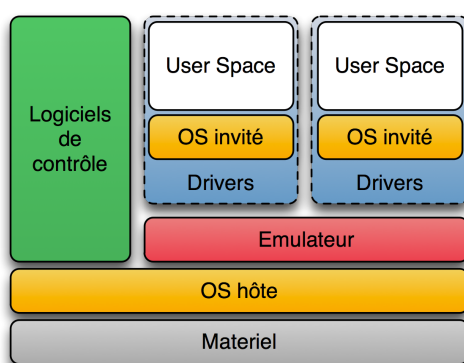 Logiciels
de
contrôle
User Space
OS invité
Drivers
User Space
OS invité
Drivers
Emulateur
OS hôte
Materiel